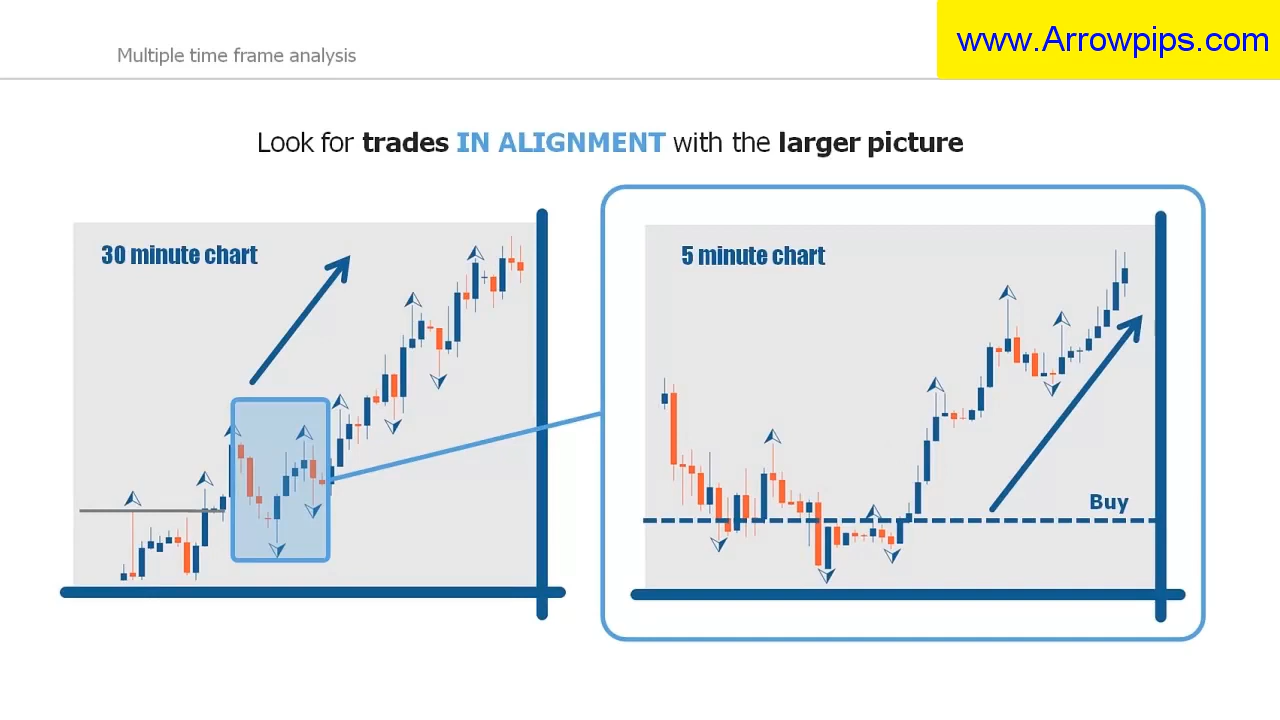 www.Arrowpips.com
Multiple time frame analysis
Look for trades IN ALIGNMENT with the larger picture
30 minute chart
5 minute chart
Buy